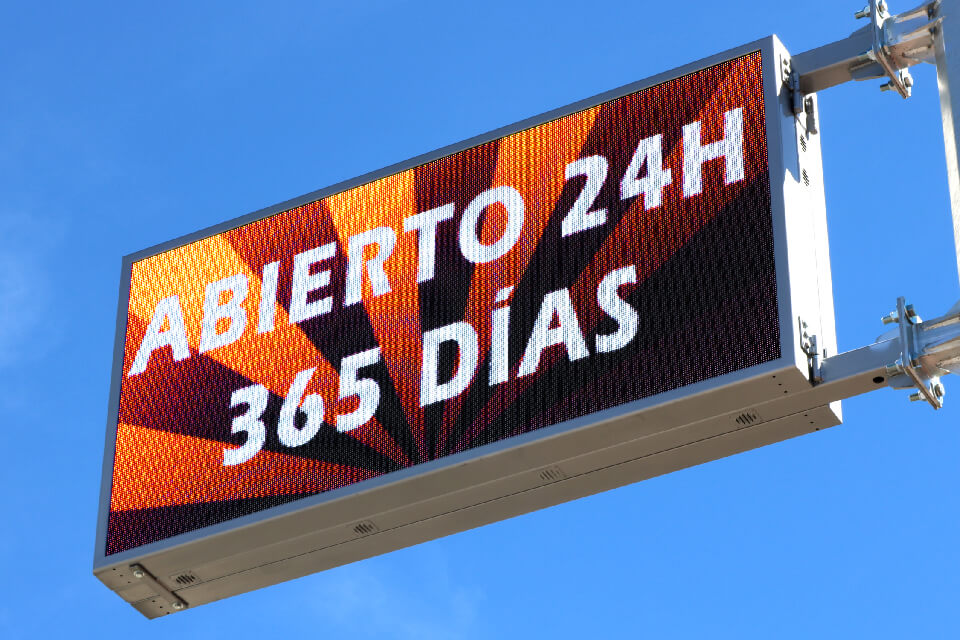 ABIERTO 24H
365 DÍAS